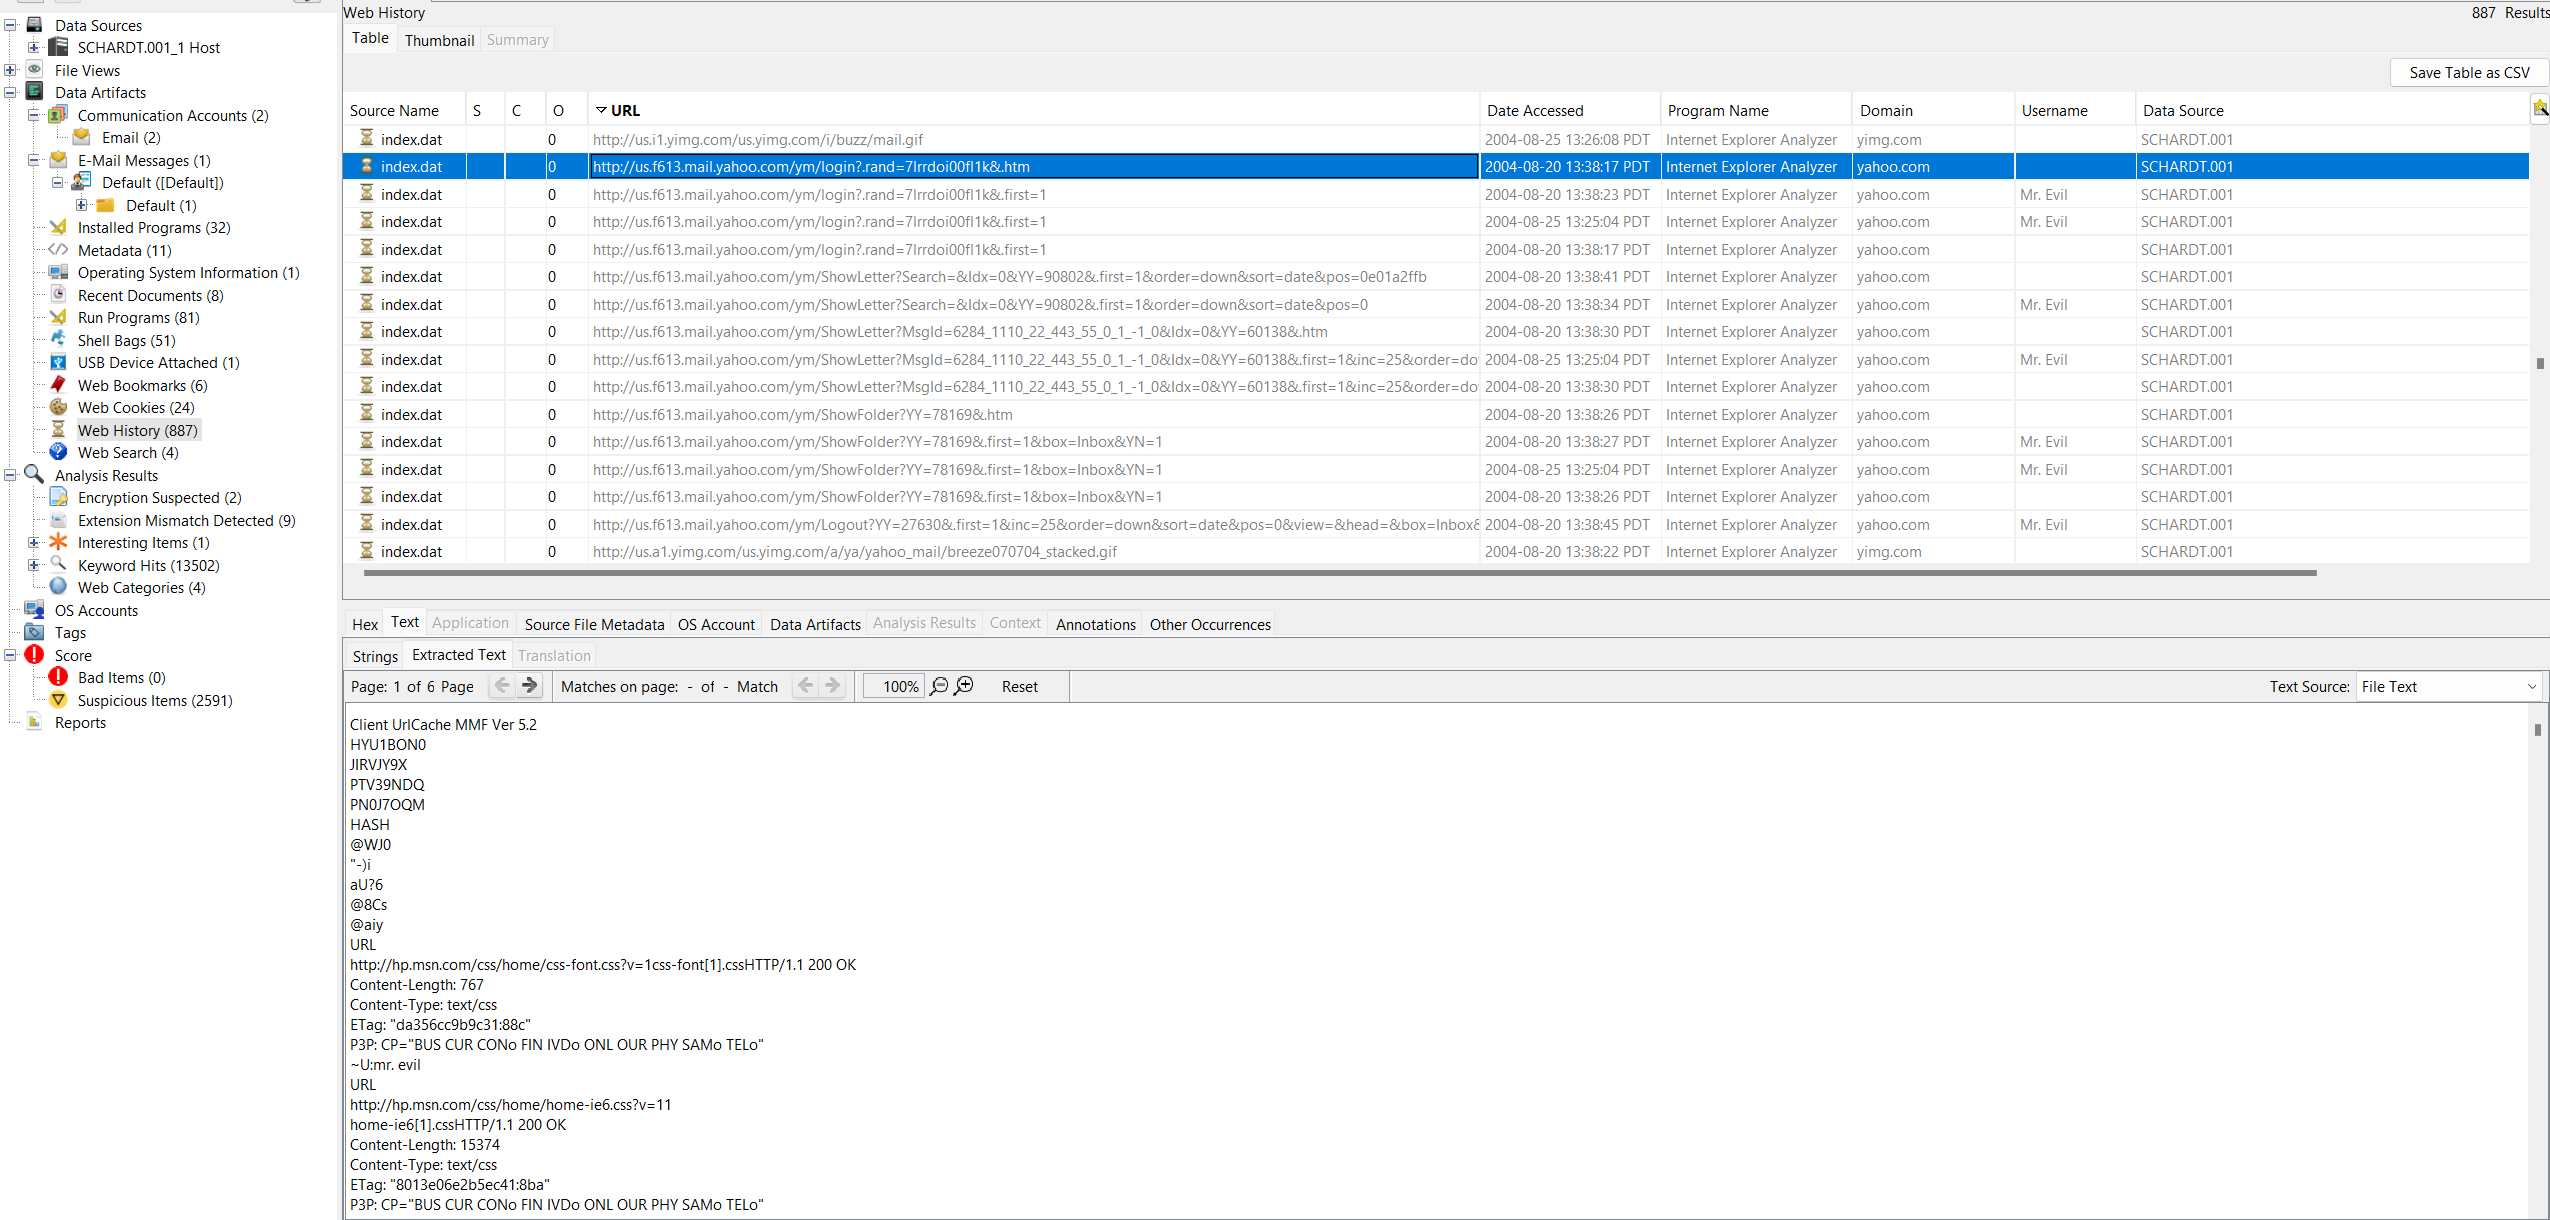 Data Sources
SCHARDT.001_1 Host
File Views
Data Artifacts
Communication Accounts (2)
Email (2)
E-Mail Messages (1)
Default ([Default])
Default (1)
Installed Programs (32)
Metadata (11)
Operating System Information (1)
Recent Documents (8)
Run Programs (81)
Shell Bags (51)
USB Device Attached (1)
Web Bookmarks (6)
Web Cookies (24)
Web History (887)
Web Search (4)
Analysis Results
Encryption Suspected (2)
Extension Mismatch Detected (9)
Interesting Items (1)
Keyword Hits (13502)
Web Categories (4)
OS Accounts
Tags
Score
Bad Items (0)
Suspicious Items (2591)
Reports
Web History 887 Results
Table Thumbnail Summary
Save Table as CSV
Source Name S C O URL Date Accessed Program Name Domain Username Data Source
index.dat 0 http://us.i1.yimg.com/us.yimg.com/i/buzz/mail.gif 2004-08-25 13:26:08 PDT Internet Explorer Analyzer yimg.com SCHARDT.001
index.dat 0 http://us.f613.mail.yahoo.com/ym/login?.rand=7lrrdoi00fl1k&.htm 2004-08-20 13:38:17 PDT Internet Explorer Analyzer yahoo.com SCHARDT.001
index.dat 0 http://us.f613.mail.yahoo.com/ym/login?.rand=7lrrdoi00fl1k&.first=1 2004-08-20 13:38:23 PDT Internet Explorer Analyzer yahoo.com Mr. Evil SCHARDT.001
index.dat 0 http://us.f613.mail.yahoo.com/ym/login?.rand=7lrrdoi00fl1k&.first=1 2004-08-25 13:25:04 PDT Internet Explorer Analyzer yahoo.com Mr. Evil SCHARDT.001
index.dat 0 http://us.f613.mail.yahoo.com/ym/login?.rand=7lrrdoi00fl1k&.first=1 2004-08-20 13:38:17 PDT Internet Explorer Analyzer yahoo.com SCHARDT.001
index.dat 0 http://us.f613.mail.yahoo.com/ym/ShowLetter?Search=&Idx=0&YY=90802&.first=1&order=down&sort=date&pos=0e01a2ffb 2004-08-20 13:38:41 PDT Internet Explorer Analyzer yahoo.com SCHARDT.001
index.dat 0 http://us.f613.mail.yahoo.com/ym/ShowLetter?Search=&Idx=0&YY=90802&.first=1&order=down&sort=date&pos=0 2004-08-20 13:38:34 PDT Internet Explorer Analyzer yahoo.com Mr. Evil SCHARDT.001
index.dat 0 http://us.f613.mail.yahoo.com/ym/ShowLetter?MsgId=6284_1110_22_443_55_0_1_-1_0&Idx=0&YY=60138&.htm 2004-08-20 13:38:30 PDT Internet Explorer Analyzer yahoo.com SCHARDT.001
index.dat 0 http://us.f613.mail.yahoo.com/ym/ShowLetter?MsgId=6284_1110_22_443_55_0_1_-1_0&Idx=0&YY=60138&.first=1&inc=25&order=do 2004-08-25 13:25:04 PDT Internet Explorer Analyzer yahoo.com Mr. Evil SCHARDT.001
index.dat 0 http://us.f613.mail.yahoo.com/ym/ShowLetter?MsgId=6284_1110_22_443_55_0_1_-1_0&Idx=0&YY=60138&.first=1&inc=25&order=do 2004-08-20 13:38:30 PDT Internet Explorer Analyzer yahoo.com SCHARDT.001
index.dat 0 http://us.f613.mail.yahoo.com/ym/ShowFolder?YY=78169&.htm 2004-08-20 13:38:26 PDT Internet Explorer Analyzer yahoo.com SCHARDT.001
index.dat 0 http://us.f613.mail.yahoo.com/ym/ShowFolder?YY=78169&.first=1&box=Inbox&YN=1 2004-08-20 13:38:27 PDT Internet Explorer Analyzer yahoo.com Mr. Evil SCHARDT.001
index.dat 0 http://us.f613.mail.yahoo.com/ym/ShowFolder?YY=78169&.first=1&box=Inbox&YN=1 2004-08-25 13:25:04 PDT Internet Explorer Analyzer yahoo.com Mr. Evil SCHARDT.001
index.dat 0 http://us.f613.mail.yahoo.com/ym/ShowFolder?YY=78169&.first=1&box=Inbox&YN=1 2004-08-20 13:38:26 PDT Internet Explorer Analyzer yahoo.com SCHARDT.001
index.dat 0 http://us.f613.mail.yahoo.com/ym/Logout?YY=27630&.first=1&inc=25&order=down&sort=date&pos=0&view=&head=&box=Inbox& 2004-08-20 13:38:45 PDT Internet Explorer Analyzer yahoo.com Mr. Evil SCHARDT.001
index.dat 0 http://us.a1.yimg.com/us.yimg.com/a/ya/yahoo_mail/breeze070704_stacked.gif 2004-08-20 13:38:22 PDT Internet Explorer Analyzer yimg.com SCHARDT.001
Hex Text Application Source File Metadata OS Account Data Artifacts Analysis Results Context Annotations Other Occurrences
Strings Extracted Text Translation
Page: 1 of 6 Page Matches on page: - of - Match 100% Reset Text Source: File Text
Client UrlCache MMF Ver 5.2
HYU1BON0
JIRVJY9X
PTV39NDQ
PN0J7OQM
HASH
@WJ0
"-)i
aU?6
@8Cs
@aiy
URL
http://hp.msn.com/css/home/css-font.css?v=1css-font[1].cssHTTP/1.1 200 OK
Content-Length: 767
Content-Type: text/css
ETag: "da356cc9b9c31:88c"
P3P: CP="BUS CUR CONo FIN IVDo ONL OUR PHY SAMo TELo"
~U:mr. evil
URL
http://hp.msn.com/css/home/home-ie6.css?v=11
home-ie6[1].cssHTTP/1.1 200 OK
Content-Length: 15374
Content-Type: text/css
ETag: "8013e06e2b5ec41:8ba"
P3P: CP="BUS CUR CONo FIN IVDo ONL OUR PHY SAMo TELo"